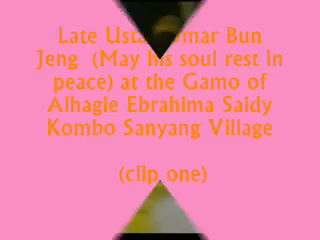 Late Bun
Jeng (May his soul rest in
peace) at the Gamo of
Alhagie Ebrahima Saidy
Kombo Sanyang Village
(clip one)